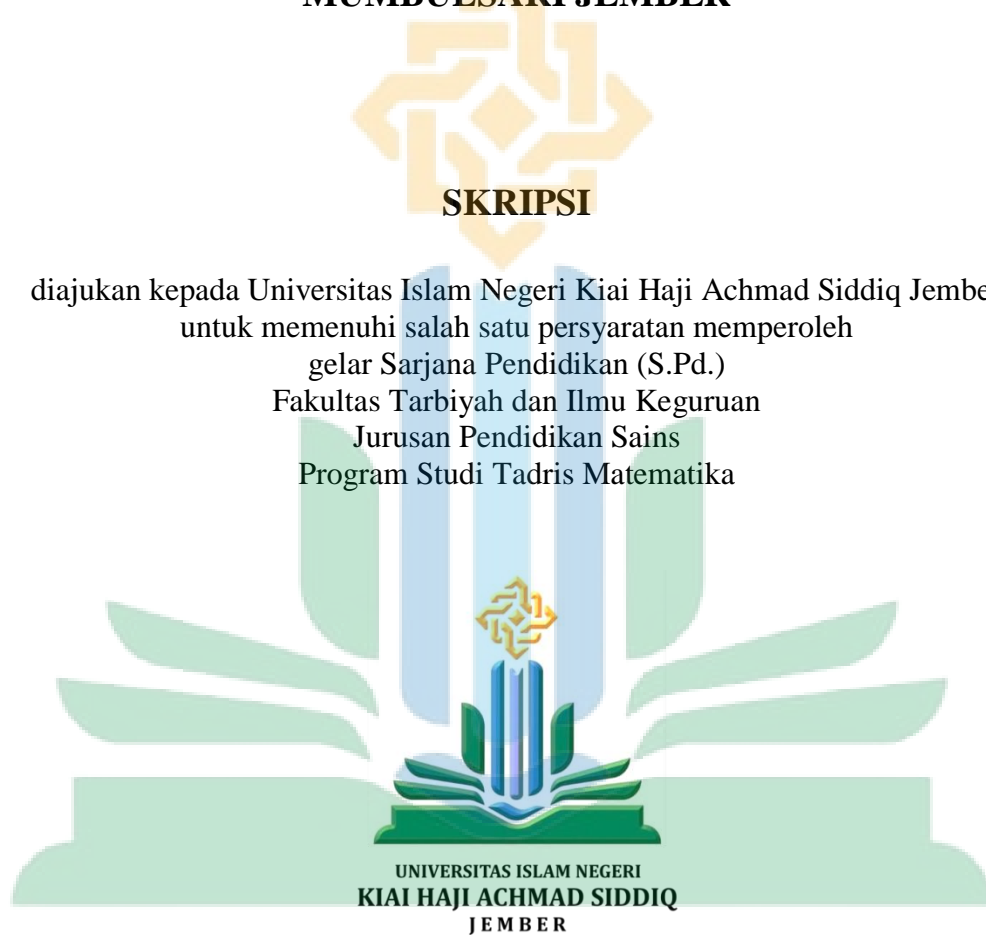 MUMBULSARI JEMBER
SKRIPSI
diajukan kepada Universitas Islam Negeri Kiai Haji Achmad Siddiq Jembe
untuk memenuhi salah satu persyaratan memperoleh
gelar Sarjana Pendidikan (S.Pd.)
Fakultas Tarbiyah dan Ilmu Keguruan
Jurusan Pendidikan Sains
Program Studi Tadris Matematika
UNIVERSITAS ISLAM NEGERI
KIAI HAJI ACHMAD SIDDIQ
JEMBER